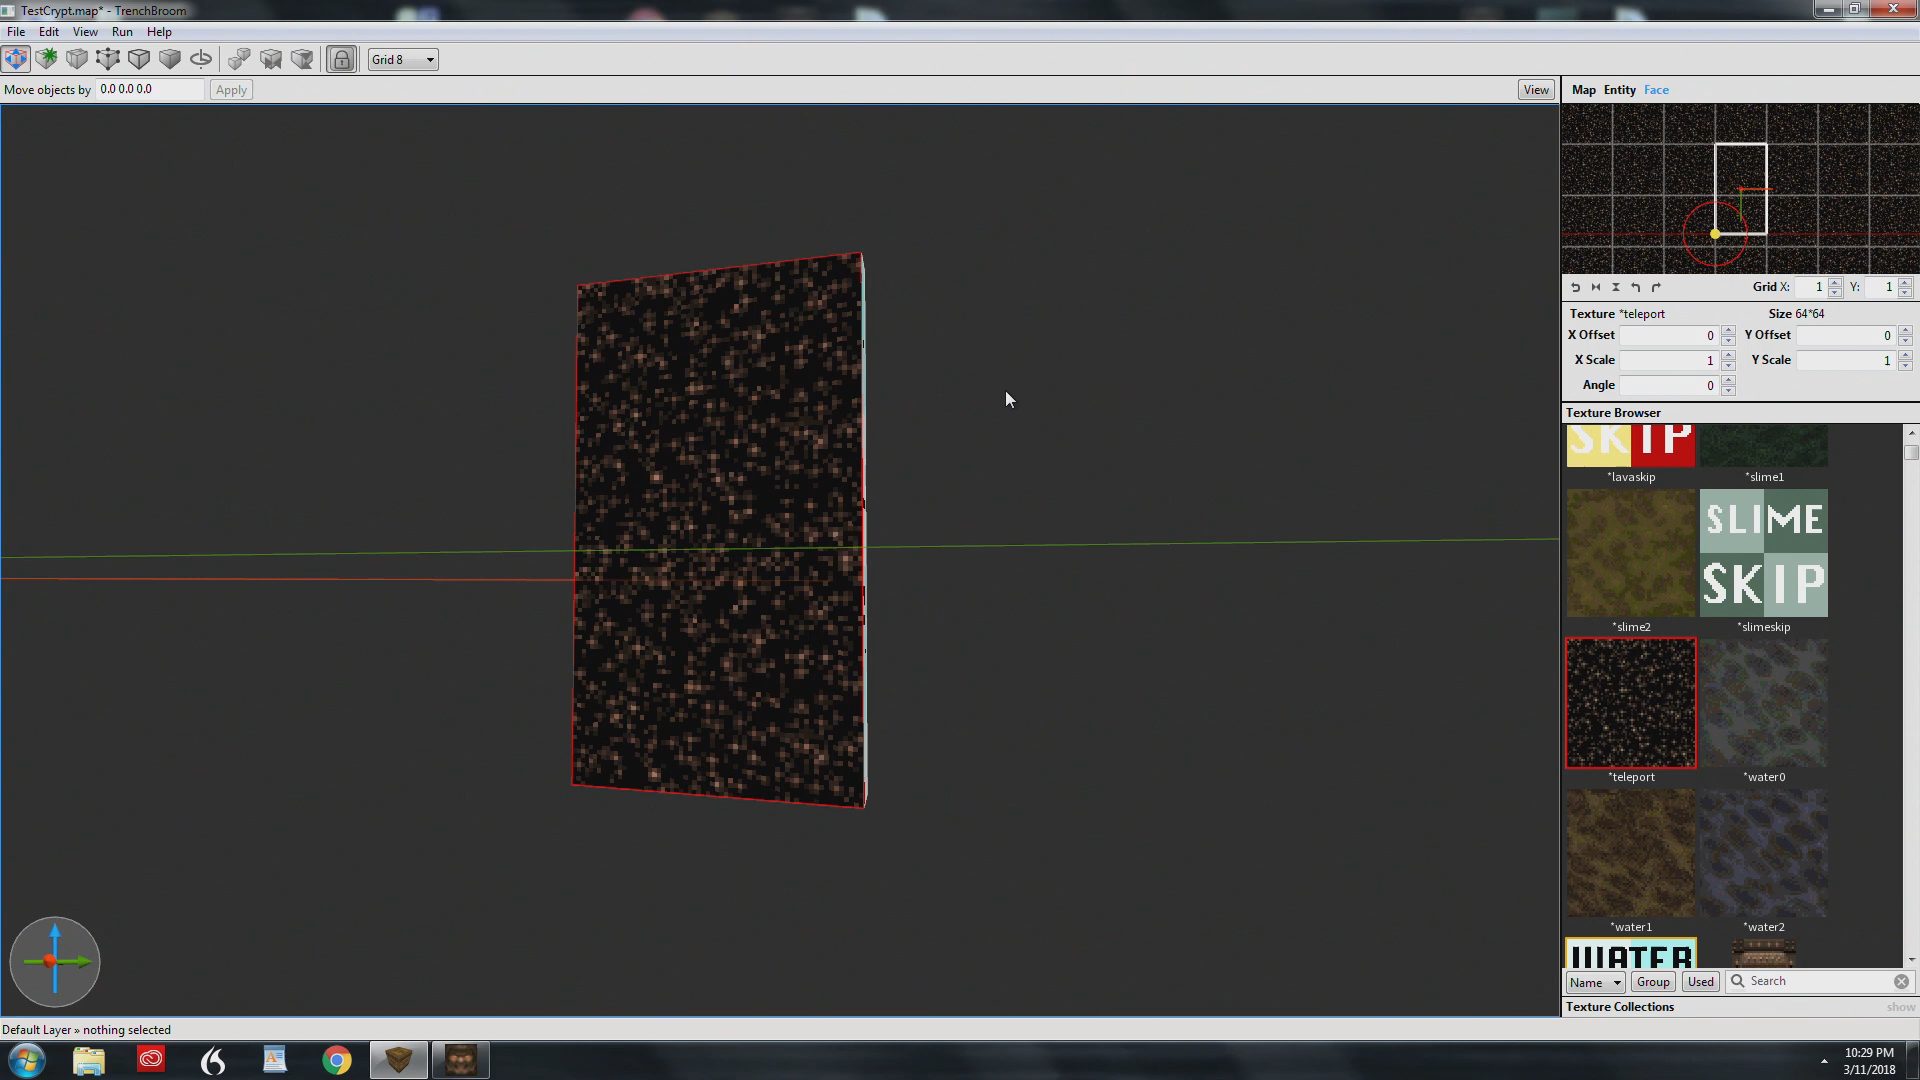 TestCrypt.map* - TrenchBroom
File Edit View Run Help
Grid 8
Move objects by 0.0 0.0 0.0 Apply View
Map Entity Face
Grid X: 1 Y: 1
Texture *teleport Size 64*64
X Offset 0 Y Offset 0
X Scale 1 Y Scale 1
Angle 0
Texture Browser
SKIP
*lavaskip *slime1
SLIME
SKIP
*slime2 *slimeskip
*teleport *water0
*water1 *water2
WATER
Name Group Used Search
Texture Collections show
Default Layer » nothing selected
10:29 PM
3/11/2018